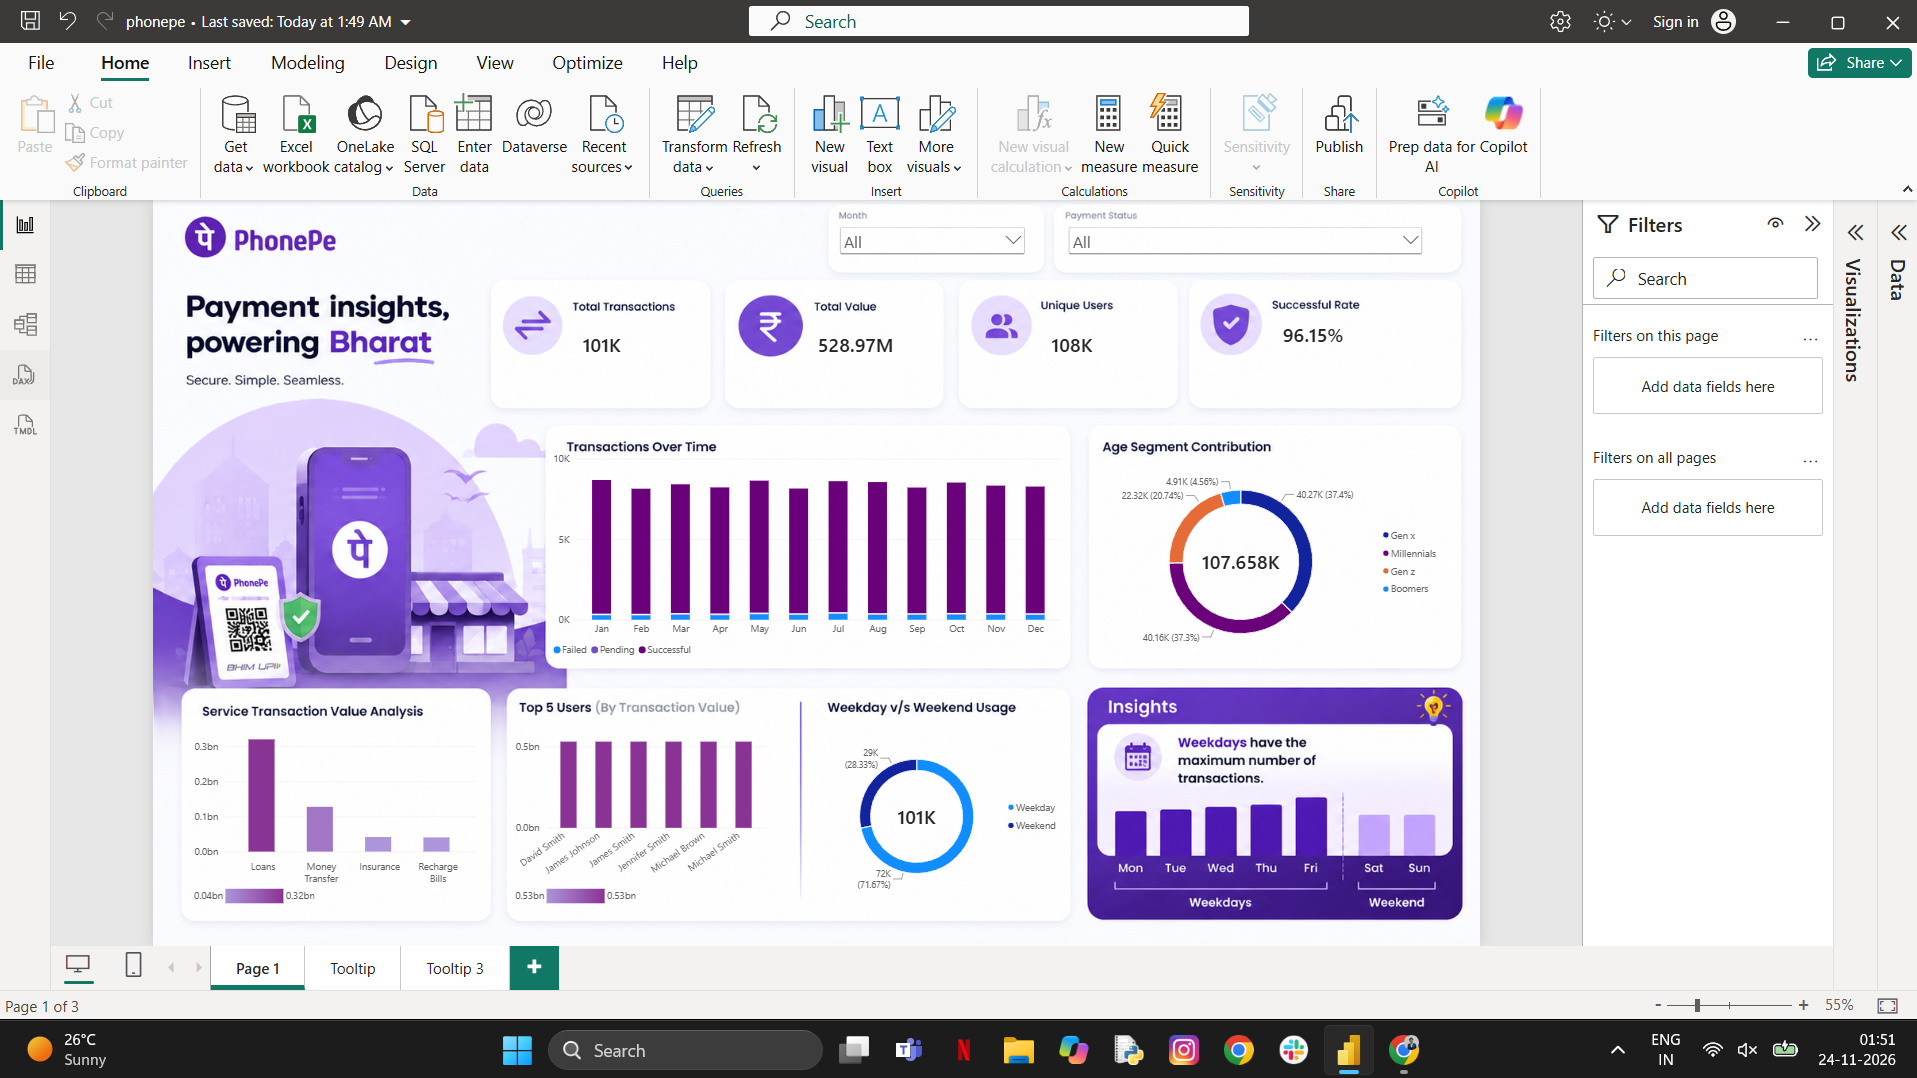 phonepe • Last saved: Today at 1:49 AM
Search
Sign in
File
Home
Insert
Modeling
Design
View
Optimize
Help
Share
Paste
Cut
Copy
Format painter
Clipboard
Get data
Excel workbook
OneLake catalog
SQL Server
Enter data
Dataverse
Recent sources
Data
Transform data
Refresh
Queries
New visual
Text box
More visuals
Insert
New visual calculation
New measure
Quick measure
Calculations
Sensitivity
Sensitivity
Publish
Share
Prep data for AI
Copilot
Copilot
DAX
TMDL
पे PhonePe
Month
All
Payment Status
All
Payment insights,
powering Bharat
Secure. Simple. Seamless.
Total Transactions
101K
Total Value
₹
528.97M
Unique Users
108K
Successful Rate
96.15%
पे
पे PhonePe
BHIM UPI
Transactions Over Time
10K
5K
0K
Jan Feb Mar Apr May Jun Jul Aug Sep Oct Nov Dec
Failed Pending Successful
Age Segment Contribution
4.91K (4.56%)
22.32K (20.74%)
40.27K (37.4%)
107.658K
40.16K (37.3%)
Gen x
Millennials
Gen z
Boomers
Service Transaction Value Analysis
0.3bn
0.2bn
0.1bn
0.0bn
Loans
Money Transfer
Insurance
Recharge Bills
0.04bn 0.32bn
Top 5 Users (By Transaction Value)
0.5bn
0.0bn
David Smith
James Johnson
James Smith
Jennifer Smith
Michael Brown
Michael Smith
0.53bn 0.53bn
Weekday v/s Weekend Usage
29K
(28.33%)
101K
72K
(71.67%)
Weekday
Weekend
Insights
Weekdays have the
maximum number of
transactions.
Mon Tue Wed Thu Fri Sat Sun
Weekdays Weekend
Filters
Search
Filters on this page
...
Add data fields here
Filters on all pages
...
Add data fields here
Visualizations
Data
Page 1
Tooltip
Tooltip 3
+
Page 1 of 3
- + 55%
26°C
Sunny
Search
ENG
IN
01:51
24-11-2026